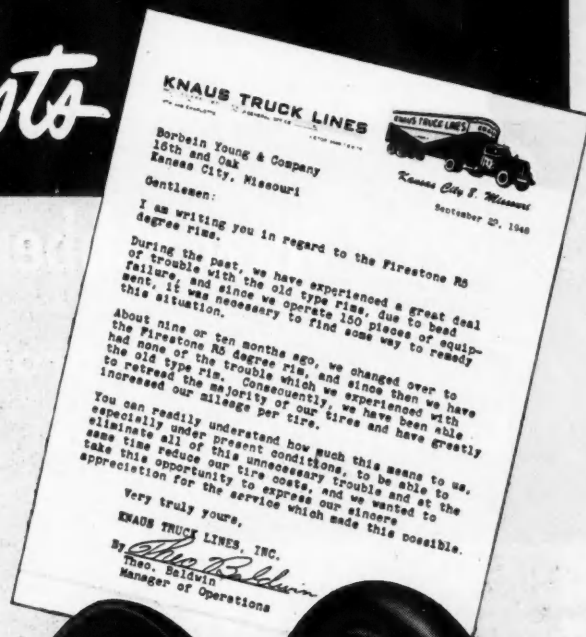 sts
KNAUS TRUCK LINES
GENERAL OFFICE
KNAUS TRUCK LINES
Kansas City 8, Missouri
September 27, 1946
Borbein Young & Company
16th and Oak
Kansas City, Missouri
Gentlemen:
I am writing you in regard to the Firestone R5
degree rims.
During the past, we have experienced a great deal
of trouble with the old type rims, due to bead
failure, and since we operate 150 pieces of equip-
ment, it was necessary to find some way to remedy
this situation.
About nine or ten months ago, we changed over to
the Firestone R5 degree rim, and since then we have
had none of the trouble which we experienced with
the old type rim. Consequently, we have been able
to retread the majority of our tires and have greatly
increased our mileage per tire.
You can readily understand how much this means to us,
especially under present conditions, to be able to
eliminate all of this unnecessary trouble and at the
same time reduce our tire costs, and we wanted to
take this opportunity to express our sincere
appreciation for the service which made this possible.
Very truly yours,
KNAUS TRUCK LINES, INC.
By Theo Baldwin
Theo. Baldwin
Manager of Operations